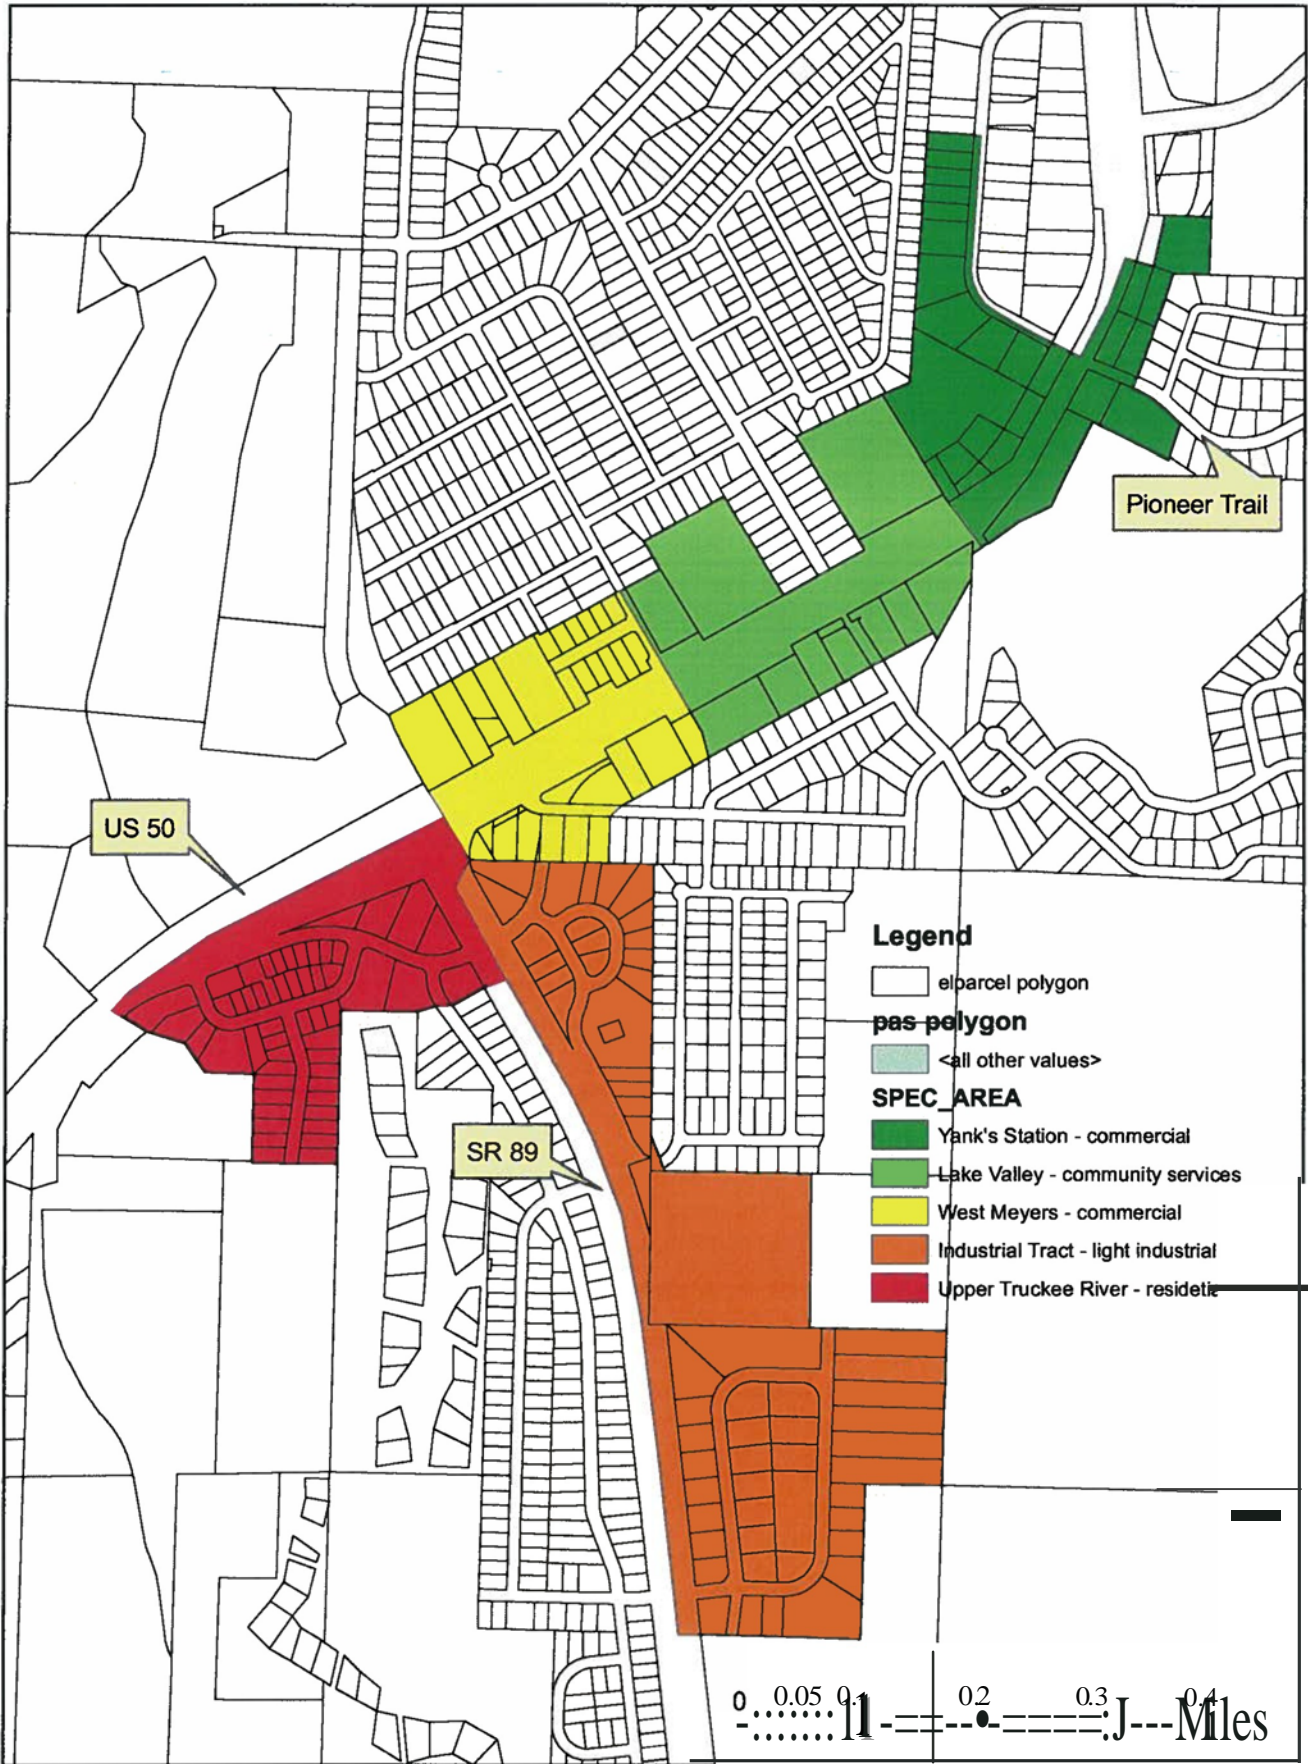 Pioneer Trail
US 50
Legend
elparcel polygon
pas polygon
<all other values>
SPEC_AREA
Yank's Station - commercial
SR 89
Lake Valley - community services
West Meyers - commercial
Industrial Tract - light industrial
Upper Truckee River - residetic
0 0.05 0.1 0.2 0.3 0.4
Miles